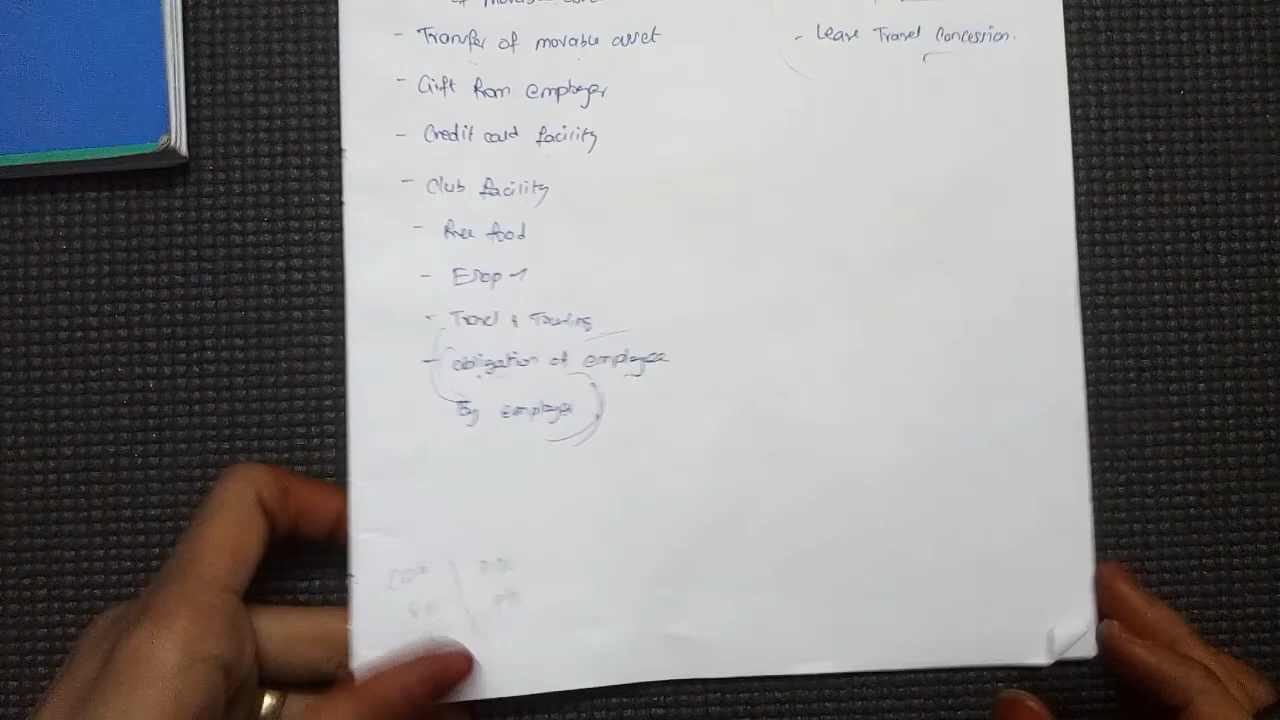 - Transfer of movable asset
- Gift from employer
- Credit card facility
- Club facility
- Free food
- ESOP
- Travel & Touring
- obligation of employee
By employer
- Leave Travel Concession.